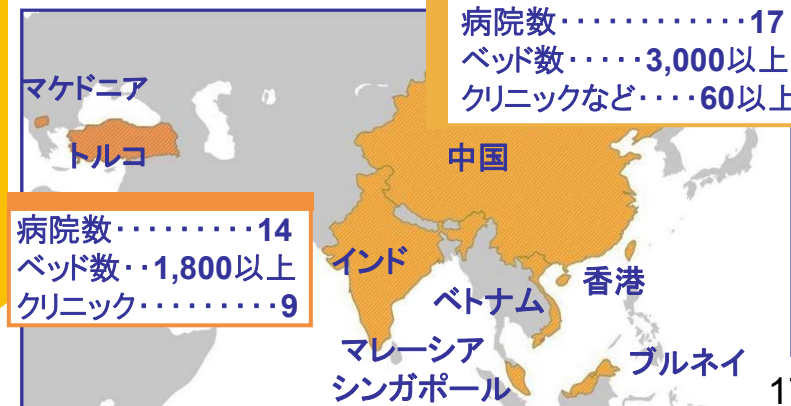 病院数・・・・・・・・・・・・17
ベッド数・・・・・3,000以上
クリニックなど・・・・60以上
マケドニア
トルコ
中国
病院数・・・・・・・・・14
ベッド数・・1,800以上
クリニック・・・・・・・・・9
インド
香港
ベトナム
マレーシア
シンガポール
ブルネイ